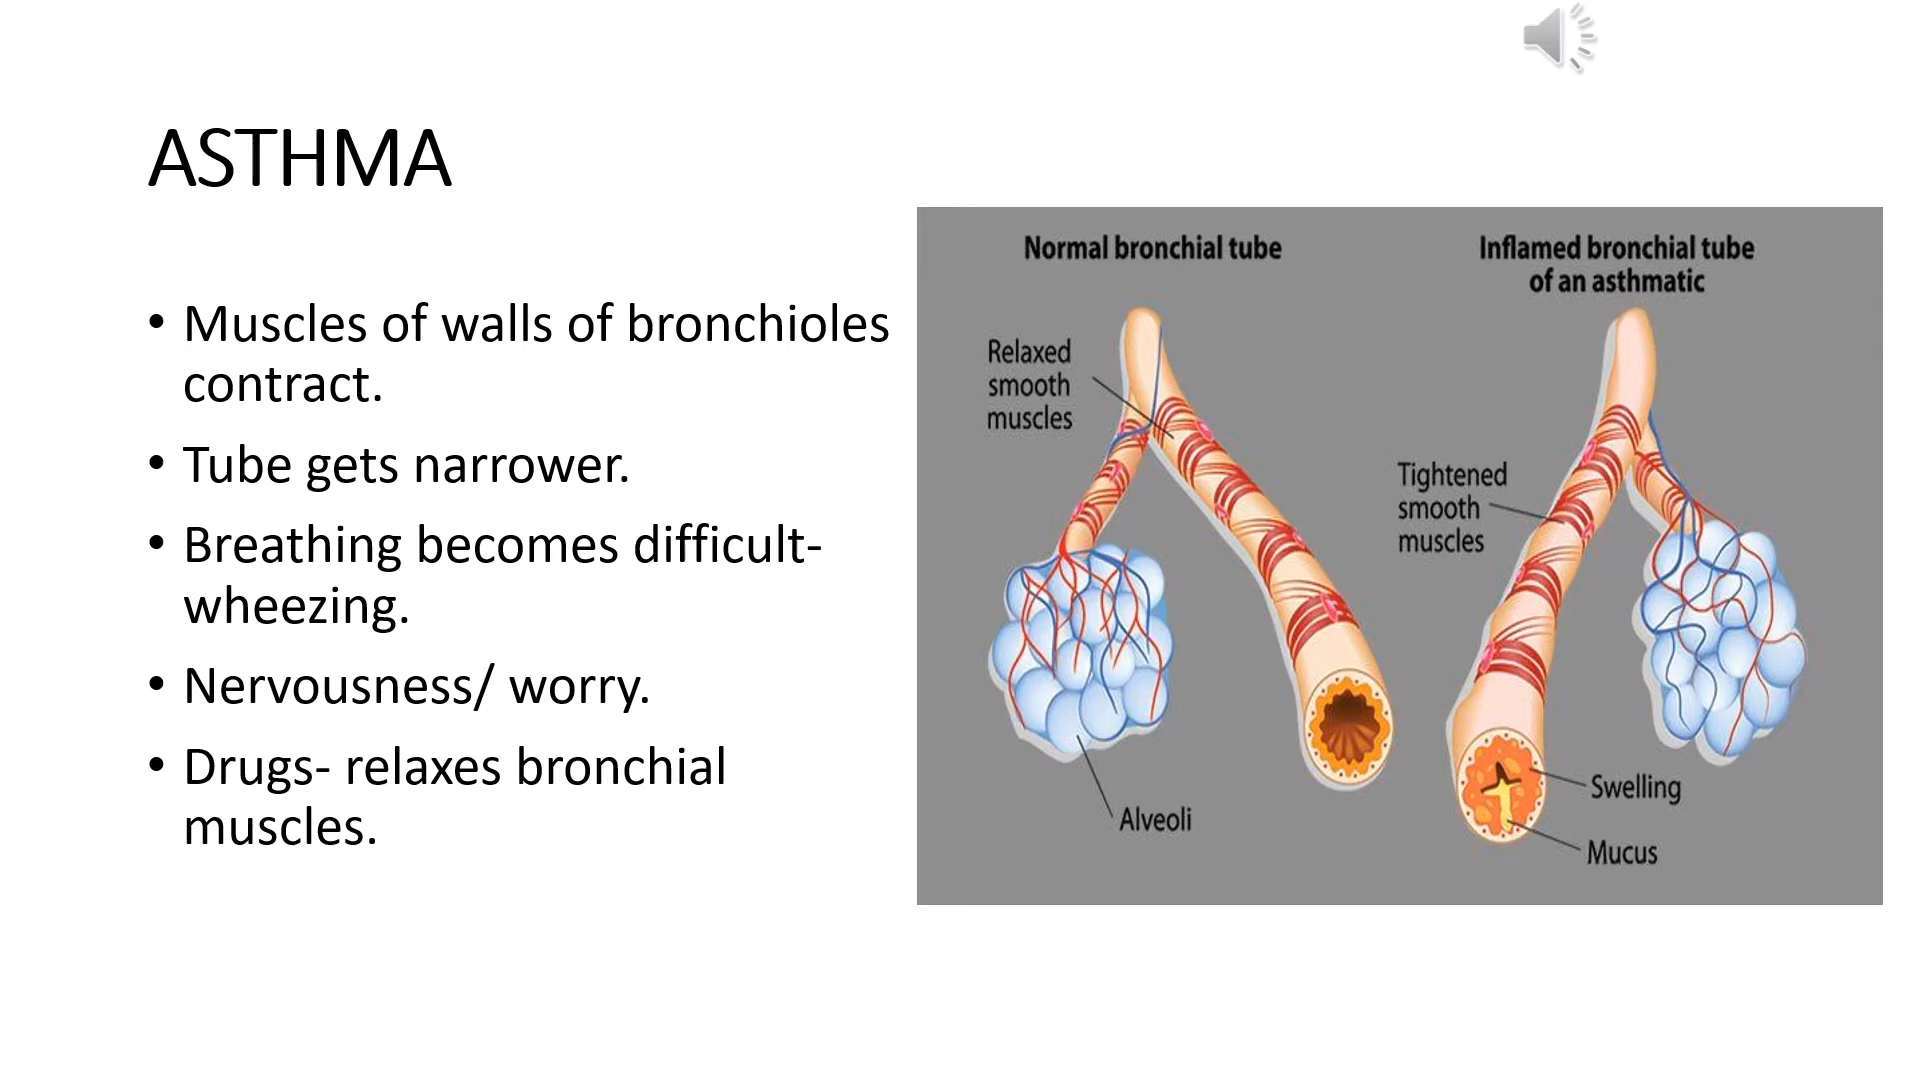 ASTHMA
• Muscles of walls of bronchioles
contract.
• Tube gets narrower.
• Breathing becomes difficult-
wheezing.
• Nervousness/ worry.
• Drugs- relaxes bronchial
muscles.
Normal bronchial tube
Relaxed
smooth
muscles
Alveoli
Inflamed bronchial tube
of an asthmatic
Tightened
smooth
muscles
Swelling
Mucus